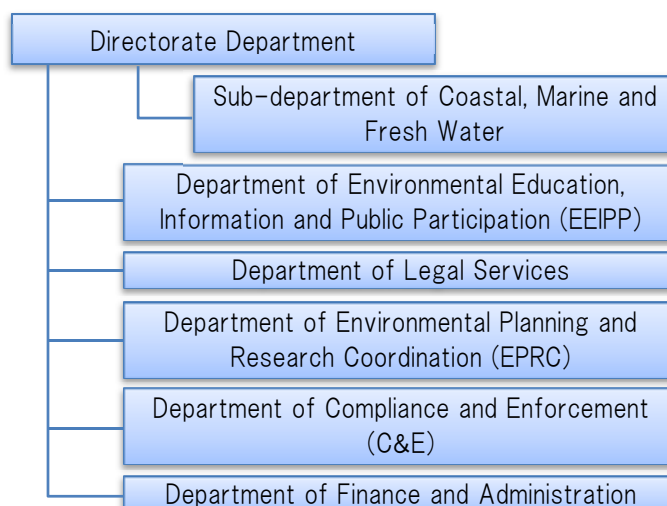 Directorate Department
Sub-department of Coastal, Marine and
Fresh Water
Department of Environmental Education,
Information and Public Participation (EEIPP)
Department of Legal Services
Department of Environmental Planning and
Research Coordination (EPRC)
Department of Compliance and Enforcement
(C&E)
Department of Finance and Administration